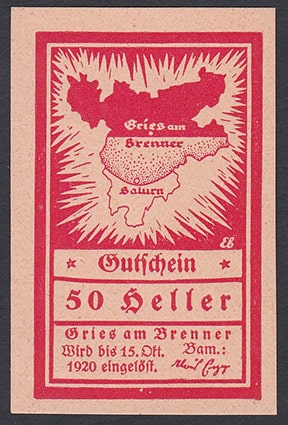 Gries am
Brenner
Salurn
EB
Gutschein
50 Heller
Gries am Brenner
Wird bis 15. Okt. Bgm.:
1920 eingelöst.